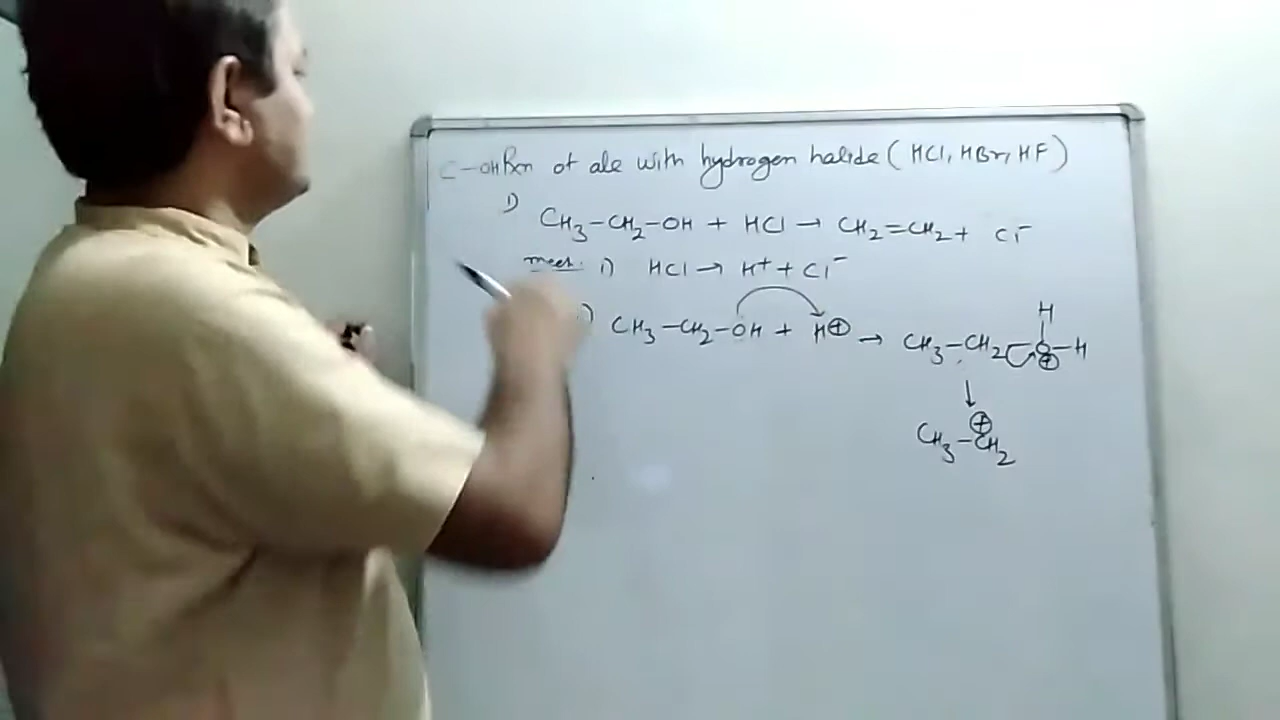 C-OH Rxn of alc with hydrogen halide (HCl, HBr, HF)
1) CH₃-CH₂-OH + HCl → CH₂=CH₂ + Cl⁻
mech. 1) HCl → H⁺ + Cl⁻
) CH₃-CH₂-OH + H⊕ → CH₃-CH₂-O-H
H
⊕
↓
⊕
CH₃-CH₂